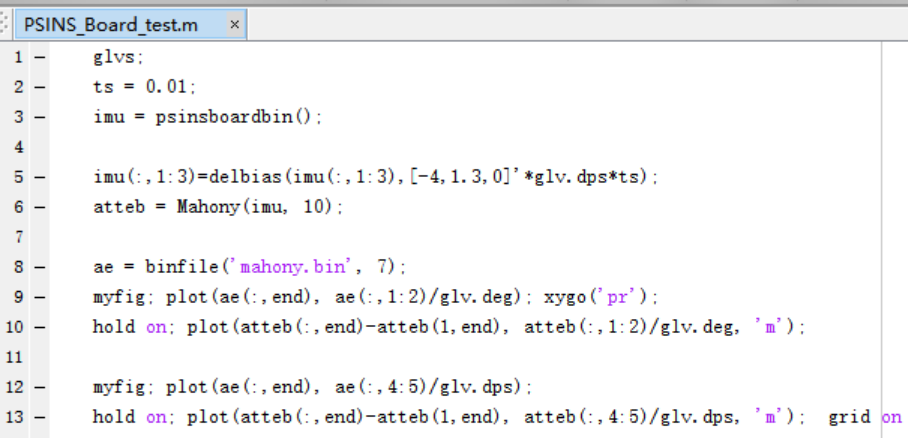 PSINS_Board_test.m ×
1 – glvs;
2 – ts = 0.01;
3 – imu = psinsboardbin();
4
5 – imu(:,1:3)=delbias(imu(:,1:3),[-4,1.3,0]'*glv.dps*ts);
6 – atteb = Mahony(imu, 10);
7
8 – ae = binfile('mahony.bin', 7);
9 – myfig; plot(ae(:,end), ae(:,1:2)/glv.deg); xygo('pr');
10 – hold on; plot(atteb(:,end)-atteb(1,end), atteb(:,1:2)/glv.deg, 'm');
11
12 – myfig; plot(ae(:,end), ae(:,4:5)/glv.dps);
13 – hold on; plot(atteb(:,end)-atteb(1,end), atteb(:,4:5)/glv.dps, 'm'); grid on